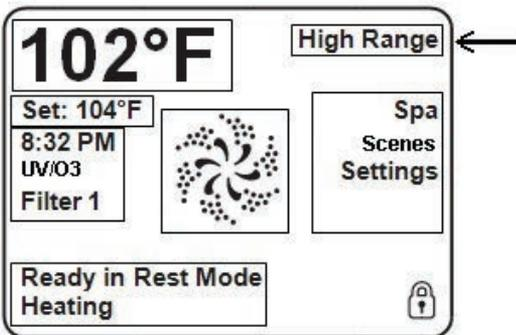 102°F
High Range
Set: 104°F
8:32 PM
UV/O3
Filter 1
Spa
Scenes
Settings
Ready in Rest Mode
Heating